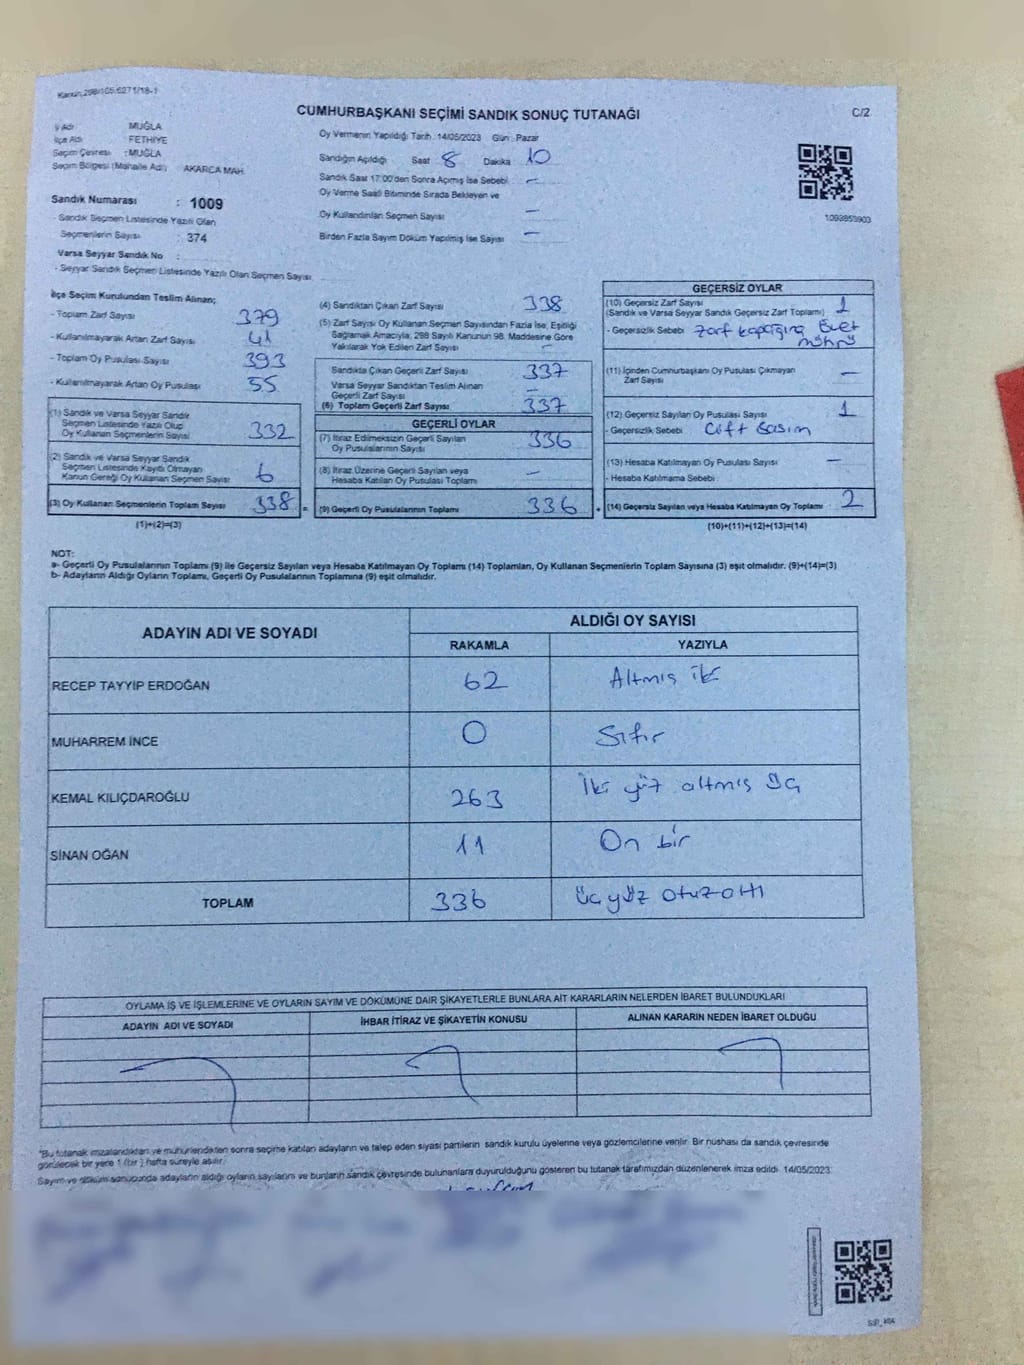 Kanun:298/105;6271/18-1
CUMHURBAŞKANI SEÇİMİ SANDIK SONUÇ TUTANAĞI
C/2
İl Adı : MUĞLA
İlçe Adı : FETHİYE
Seçim Çevresi : MUĞLA
Seçim Bölgesi (Mahalle Adı) : AKARCA MAH.
Sandık Numarası : 1009
- Sandık Seçmen Listesinde Yazılı Olan
Seçmenlerin Sayısı : 374
Varsa Seyyar Sandık No :
- Seyyar Sandık Seçmen Listesinde Yazılı Olan Seçmen Sayısı
Oy Vermenin Yapıldığı Tarih :14/05/2023 Gün : Pazar
Sandığın Açıldığı Saat 8 Dakika 10
Sandık Saat 17:00'den Sonra Açılmış İse Sebebi —
Oy Verme Saati Bitiminde Sırada Bekleyen ve
Oy Kullandırılan Seçmen Sayısı —
Birden Fazla Sayım Döküm Yapılmış İse Sayısı —
1093853903
İlçe Seçim Kurulundan Teslim Alınan;
- Toplam Zarf Sayısı 379
- Kullanılmayarak Artan Zarf Sayısı 41
- Toplam Oy Pusulası Sayısı 393
- Kullanılmayarak Artan Oy Pusulası 55
(1) Sandık ve Varsa Seyyar Sandık
Seçmen Listesinde Yazılı Olup
Oy Kullanan Seçmenlerin Sayısı 332
(2) Sandık ve Varsa Seyyar Sandık
Seçmen Listesinde Kayıtlı Olmayan
Kanun Gereği Oy Kullanan Seçmen Sayısı 6
(3) Oy Kullanan Seçmenlerin Toplam Sayısı 338 =
(1)+(2)=(3)
(4) Sandıktan Çıkan Zarf Sayısı 338
(5) Zarf Sayısı Oy Kullanan Seçmen Sayısından Fazla İse, Eşitliği
Sağlamak Amacıyla, 298 Sayılı Kanunun 98. Maddesine Göre
Yakılarak Yok Edilen Zarf Sayısı —
Sandıkta Çıkan Geçerli Zarf Sayısı 337
Varsa Seyyar Sandıktan Teslim Alınan
Geçerli Zarf Sayısı —
(6) Toplam Geçerli Zarf Sayısı 337
GEÇERLİ OYLAR
(7) İtiraz Edilmeksizin Geçerli Sayılan
Oy Pusulalarının Sayısı 336
(8) İtiraz Üzerine Geçerli Sayılan veya
Hesaba Katılan Oy Pusulası Toplamı —
(9) Geçerli Oy Pusulalarının Toplamı 336 +
GEÇERSİZ OYLAR
(10) Geçersiz Zarf Sayısı 1
(Sandık ve Varsa Seyyar Sandık Geçersiz Zarf Toplamı)
- Geçersizlik Sebebi zarf kapağına Evet
mührü
(11) İçinden Cumhurbaşkanı Oy Pusulası Çıkmayan
Zarf Sayısı —
(12) Geçersiz Sayılan Oy Pusulası Sayısı 1
- Geçersizlik Sebebi Çift Basım
(13) Hesaba Katılmayan Oy Pusulası Sayısı —
- Hesaba Katılmama Sebebi
(14) Geçersiz Sayılan veya Hesaba Katılmayan Oy Toplamı 2
(10)+(11)+(12)+(13)=(14)
NOT:
a- Geçerli Oy Pusulalarının Toplamı (9) ile Geçersiz Sayılan veya Hesaba Katılmayan Oy Toplamı (14) Toplamları, Oy Kullanan Seçmenlerin Toplam Sayısına (3) eşit olmalıdır. (9)+(14)=(3)
b- Adayların Aldığı Oyların Toplamı, Geçerli Oy Pusulalarının Toplamına (9) eşit olmalıdır.
ADAYIN ADI VE SOYADI
ALDIĞI OY SAYISI
RAKAMLA YAZIYLA
RECEP TAYYİP ERDOĞAN 62 Altmış iki
MUHARREM İNCE 0 Sıfır
KEMAL KILIÇDAROĞLU 263 İki yüz altmış üç
SİNAN OĞAN 11 On bir
TOPLAM 336 üç yüz otuz altı
OYLAMA İŞ VE İŞLEMLERİNE VE OYLARIN SAYIM VE DÖKÜMÜNE DAİR ŞİKAYETLERLE BUNLARA AİT KARARLARIN NELERDEN İBARET BULUNDUKLARI
ADAYIN ADI VE SOYADI İHBAR İTİRAZ VE ŞİKAYETİN KONUSU ALINAN KARARIN NEDEN İBARET OLDUĞU
*Bu tutanak imzalandıktan ve mühürlendikten sonra seçime katılan adayların ve talep eden siyasi partilerin sandık kurulu üyelerine veya gözlemcilerine verilir. Bir nüshası da sandık çevresinde
görülecek bir yere 1 (bir ) hafta süreyle asılır.
Sayım ve döküm sonucunda adayların aldığı oyların sayılarını ve bunların sandık çevresinde bulunanlara duyurulduğunu gösteren bu tutanak tarafımızdan düzenlenerek imza edildi. 14/05/2023